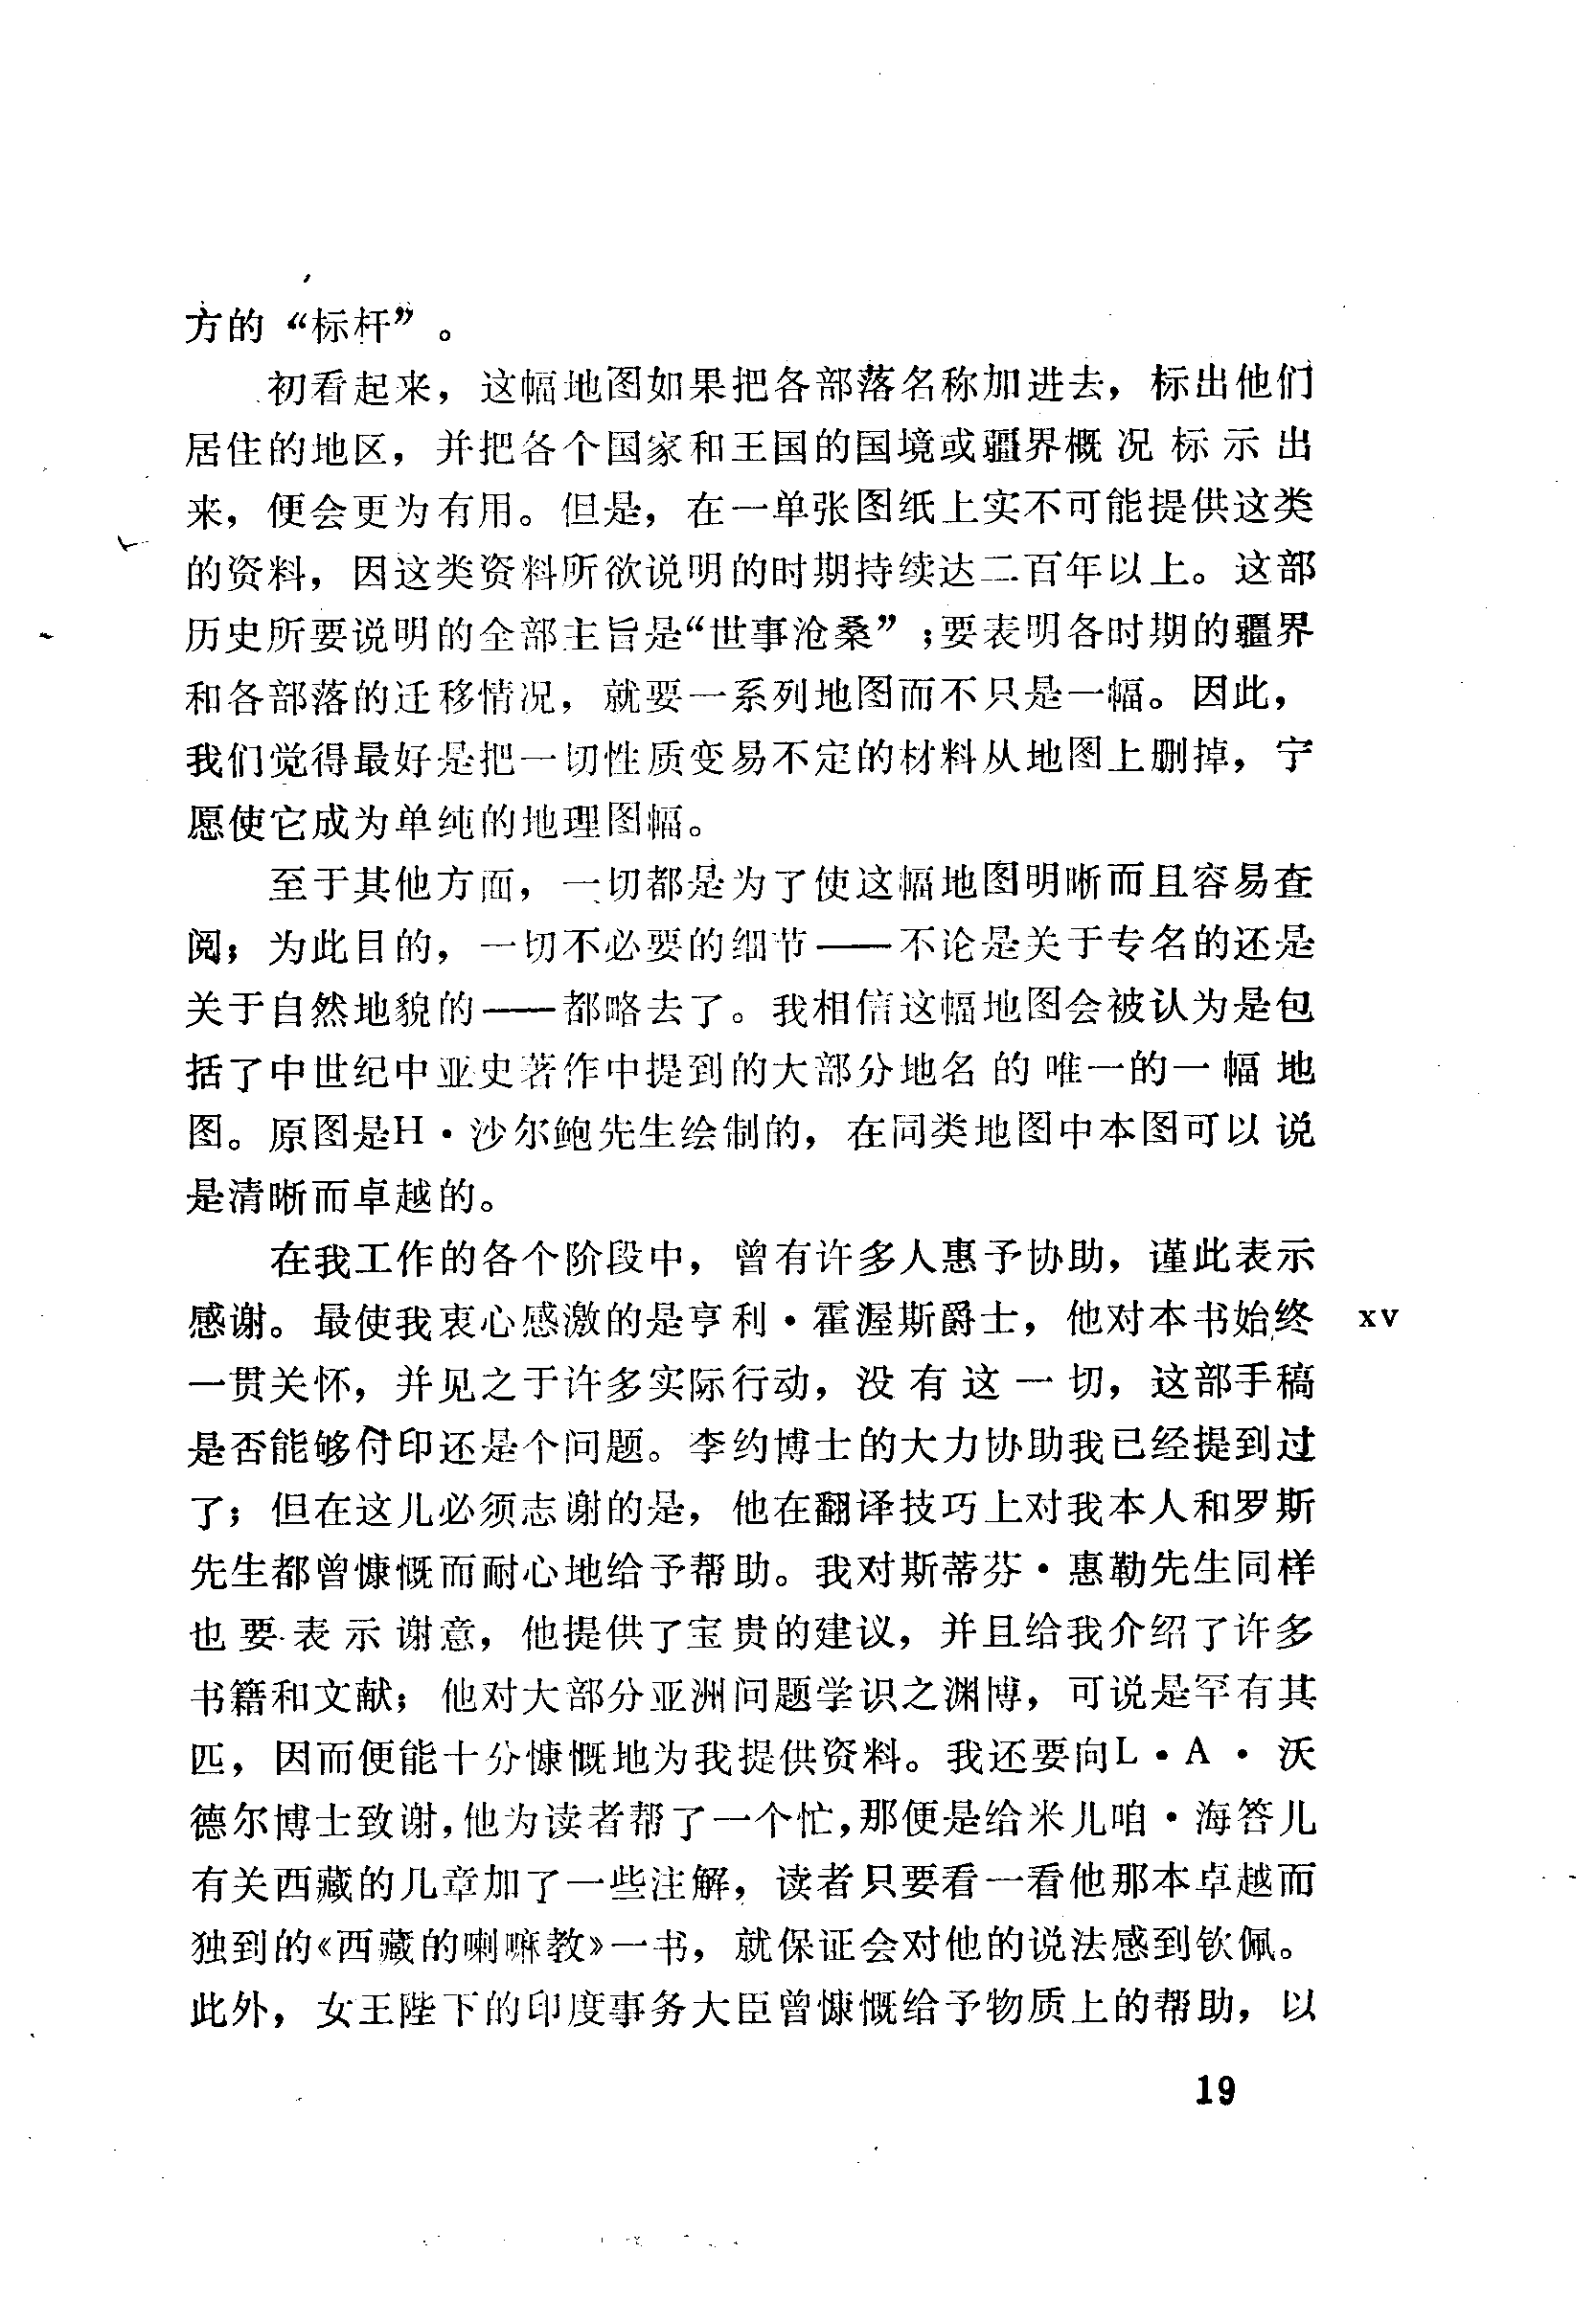 方的“标杆”。
初看起来，这幅地图如果把各部落名称加进去，标出他们
居住的地区，并把各个国家和王国的国境或疆界概况标示出
来，便会更为有用。但是，在一单张图纸上实不可能提供这类
的资料，因这类资料所欲说明的时期持续达二百年以上。这部
历史所要说明的全部主旨是“世事沧桑”；要表明各时期的疆界
和各部落的迁移情况，就要一系列地图而不只是一幅。因此，
我们觉得最好是把一切性质变易不定的材料从地图上删掉，宁
愿使它成为单纯的地理图幅。
至于其他方面，一切都是为了使这幅地图明晰而且容易查
阅；为此目的，一切不必要的细节——不论是关于专名的还是
关于自然地貌的——都略去了。我相信这幅地图会被认为是包
括了中世纪中亚史著作中提到的大部分地名的唯一的一幅地
图。原图是H·沙尔鲍先生绘制的，在同类地图中本图可以说
是清晰而卓越的。
在我工作的各个阶段中，曾有许多人惠予协助，谨此表示
感谢。最使我衷心感激的是亨利·霍渥斯爵士，他对本书始终 xv
一贯关怀，并见之于许多实际行动，没有这一切，这部手稿
是否能够付印还是个问题。李约博士的大力协助我已经提到过
了；但在这儿必须志谢的是，他在翻译技巧上对我本人和罗斯
先生都曾慷慨而耐心地给予帮助。我对斯蒂芬·惠勒先生同样
也要表示谢意，他提供了宝贵的建议，并且给我介绍了许多
书籍和文献；他对大部分亚洲问题学识之渊博，可说是罕有其
匹，因而便能十分慷慨地为我提供资料。我还要向L·A·沃
德尔博士致谢，他为读者帮了一个忙，那便是给米儿咱·海答儿
有关西藏的几章加了一些注解，读者只要看一看他那本卓越而
独到的《西藏的喇嘛教》一书，就保证会对他的说法感到钦佩。
此外，女王陛下的印度事务大臣曾慷慨给予物质上的帮助，以
19